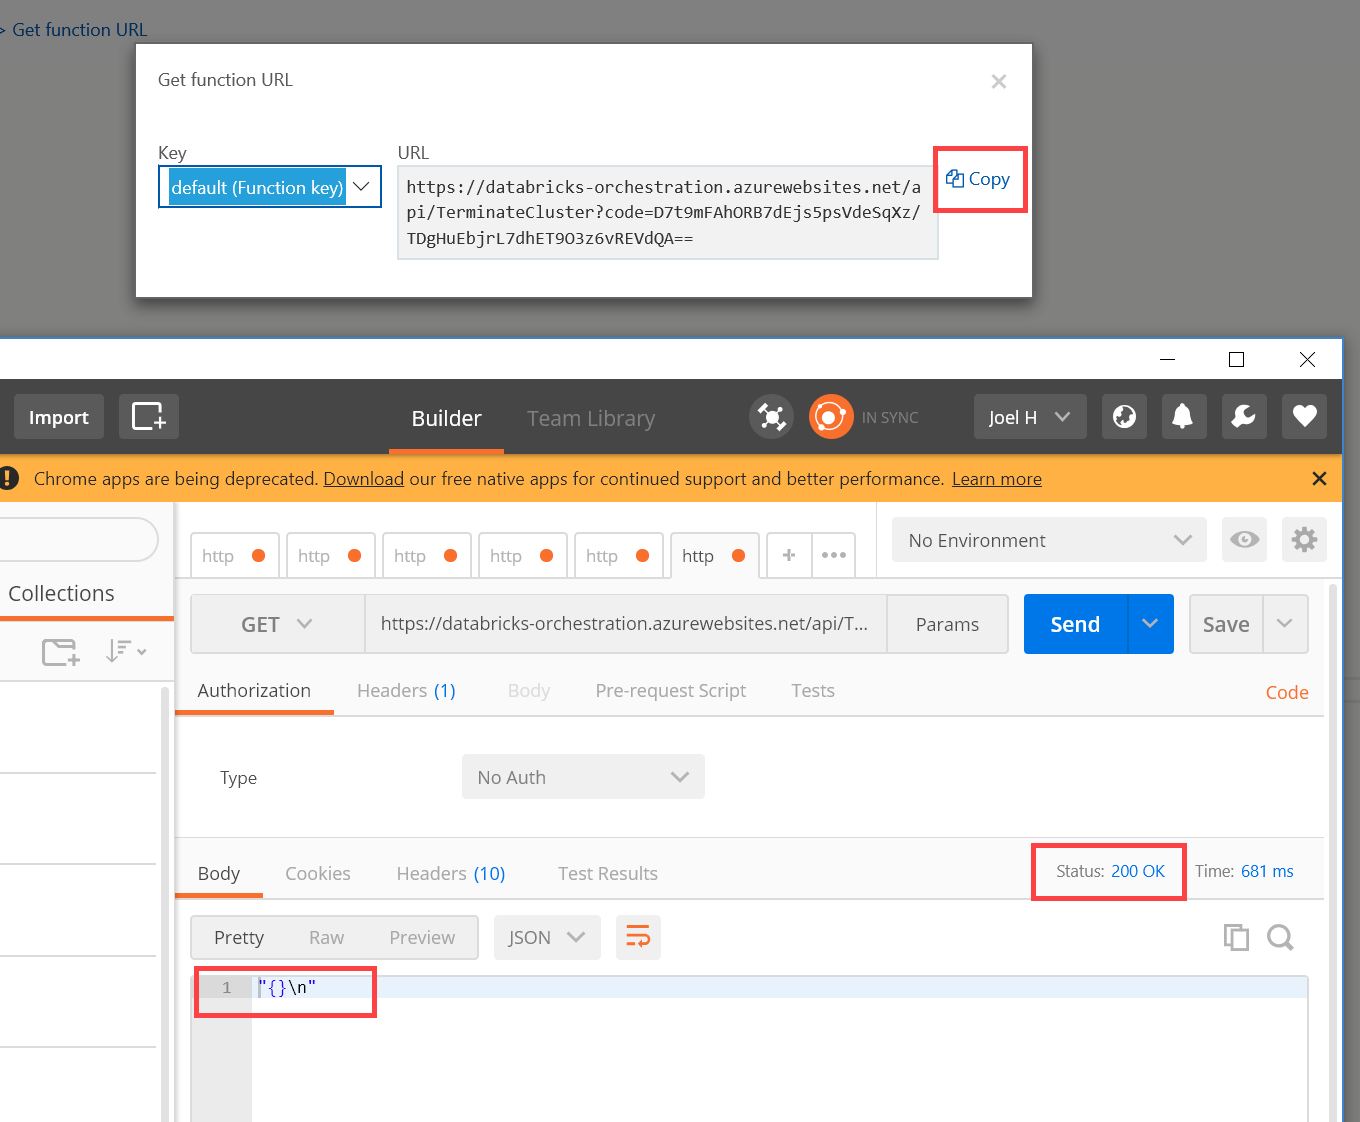 > Get function URL
Get function URL
Key
URL
default (Function key)
https://databricks-orchestration.azurewebsites.net/a
pi/TerminateCluster?code=D7t9mFAhORB7dEjs5psVdeSqXz/
TDgHuEbjrL7dhET9O3z6vREVdQA==
Copy
Import
Builder
Team Library
IN SYNC
Joel H
Chrome apps are being deprecated. Download our free native apps for continued support and better performance. Learn more
http
http
http
http
http
http
No Environment
Collections
GET
https://databricks-orchestration.azurewebsites.net/api/T...
Params
Send
Save
Authorization
Headers (1)
Body
Pre-request Script
Tests
Code
Type
No Auth
Body
Cookies
Headers (10)
Test Results
Status: 200 OK
Time: 681 ms
Pretty
Raw
Preview
JSON
1 "{}\n"